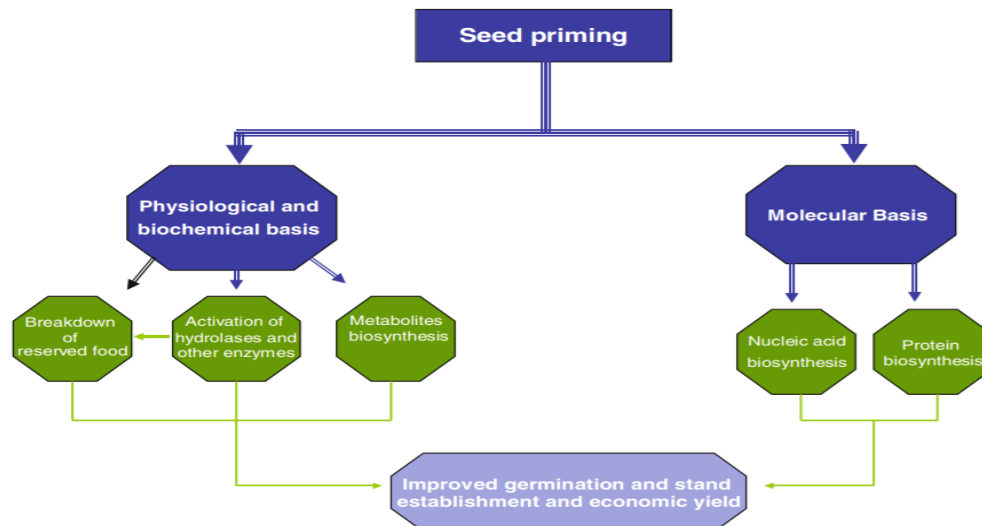 Seed priming
Physiological and
biochemical basis
Molecular Basis
Breakdown
of
reserved food
Activation of
hydrolases and
other enzymes
Metabolites
biosynthesis
Nucleic acid
biosynthesis
Protein
biosynthesis
Improved germination and stand
establishment and economic yield